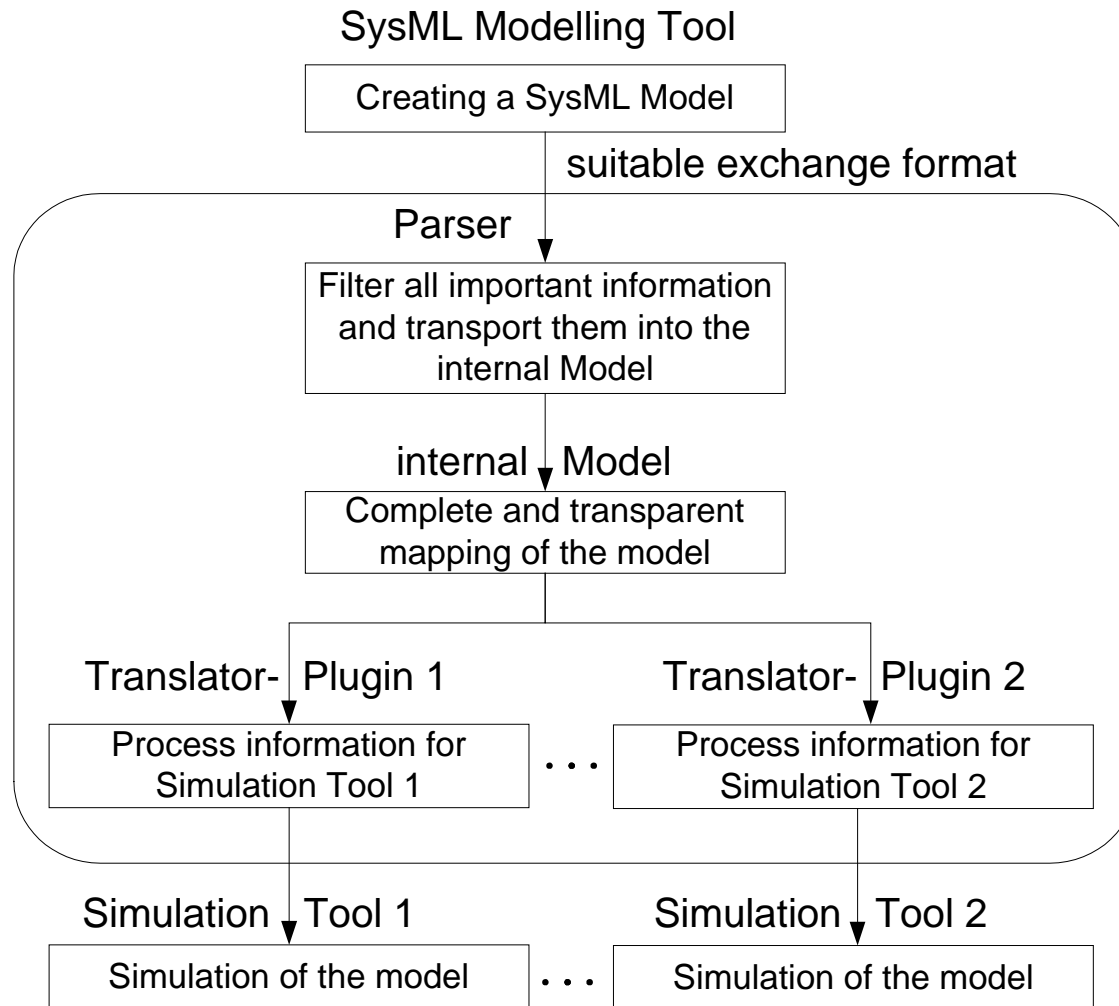 SysML Modelling Tool
Creating a SysML Model
suitable exchange format
Parser
Filter all important information
and transport them into the
internal Model
internal Model
Complete and transparent
mapping of the model
Translator- Plugin 1
Translator- Plugin 2
Process information for
Simulation Tool 1
. . .
Process information for
Simulation Tool 2
Simulation Tool 1
Simulation Tool 2
Simulation of the model
. . .
Simulation of the model